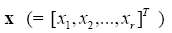 x (= [x₁, x₂,..., xᵣ]ᵀ )